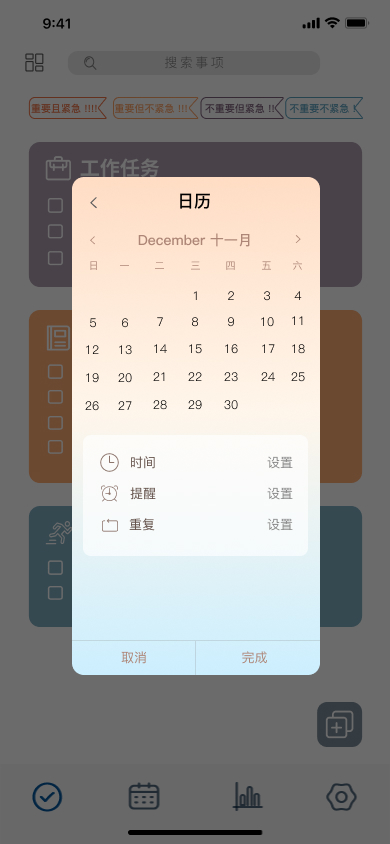 9:41
搜索事项
重要且紧急 !!!!
重要但不紧急 !!!
不重要但紧急 !!
不重要不紧急 !
工作任务
日历
December 十一月
日 一 二 三 四 五 六
1 2 3 4
5 6 7 8 9 10 11
12 13 14 15 16 17 18
19 20 21 22 23 24 25
26 27 28 29 30
时间 设置
提醒 设置
重复 设置
取消 完成